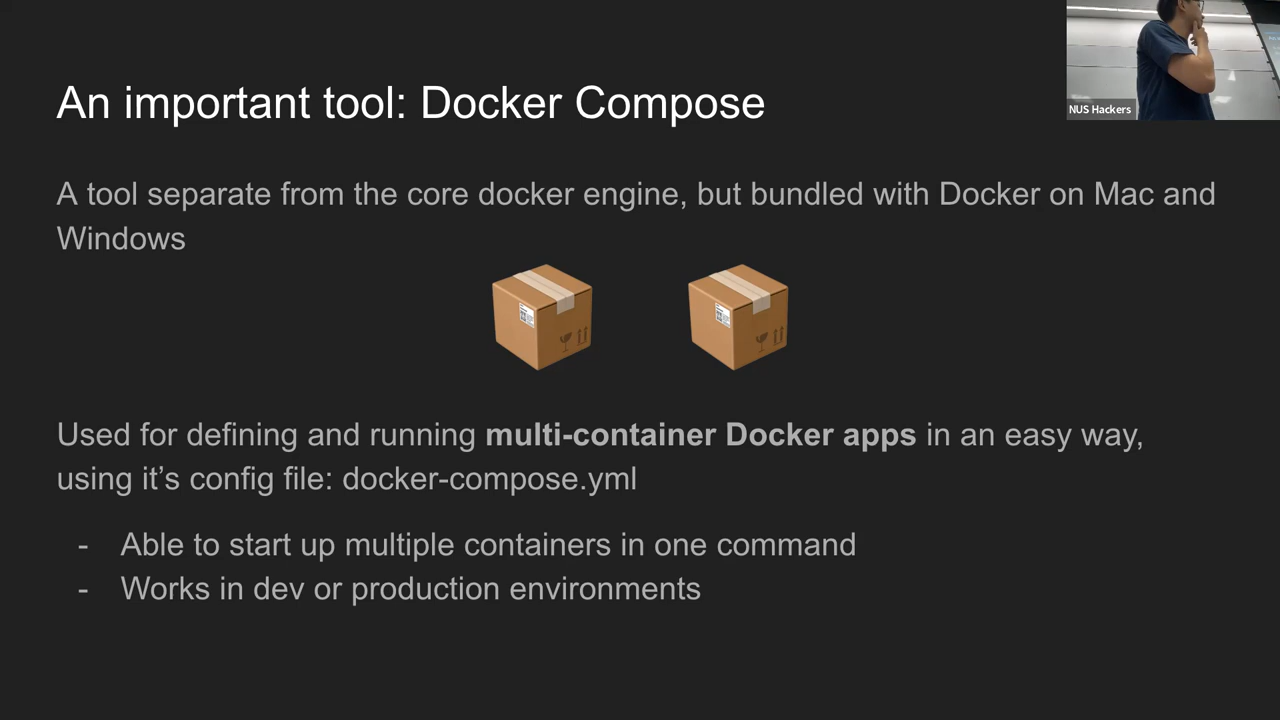 An important tool: Docker Compose
NUS Hackers
A tool separate from the core docker engine, but bundled with Docker on Mac and
Windows
Used for defining and running multi-container Docker apps in an easy way,
using it’s config file: docker-compose.yml
- Able to start up multiple containers in one command
- Works in dev or production environments